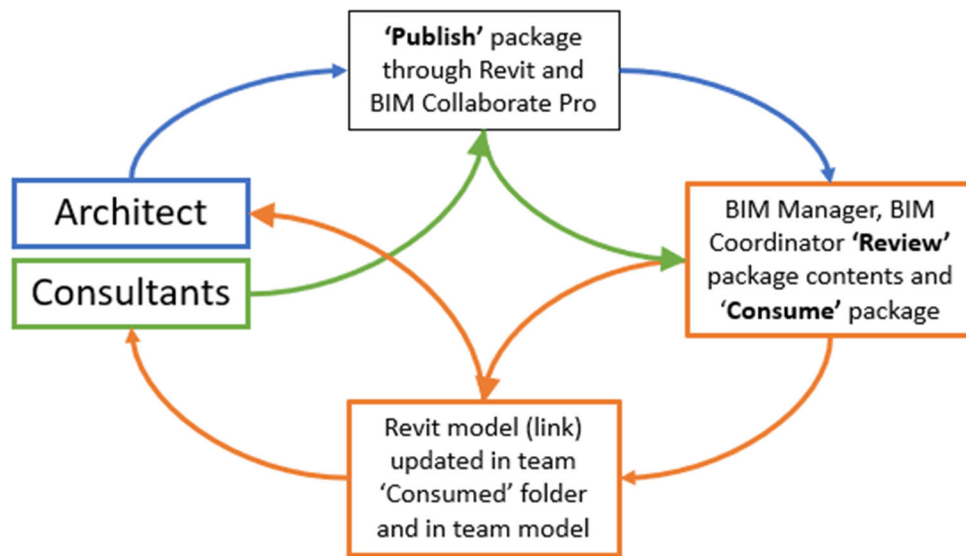 ‘Publish’ package
through Revit and
BIM Collaborate Pro
Architect
Consultants
BIM Manager, BIM
Coordinator ‘Review’
package contents and
‘Consume’ package
Revit model (link)
updated in team
‘Consumed’ folder
and in team model